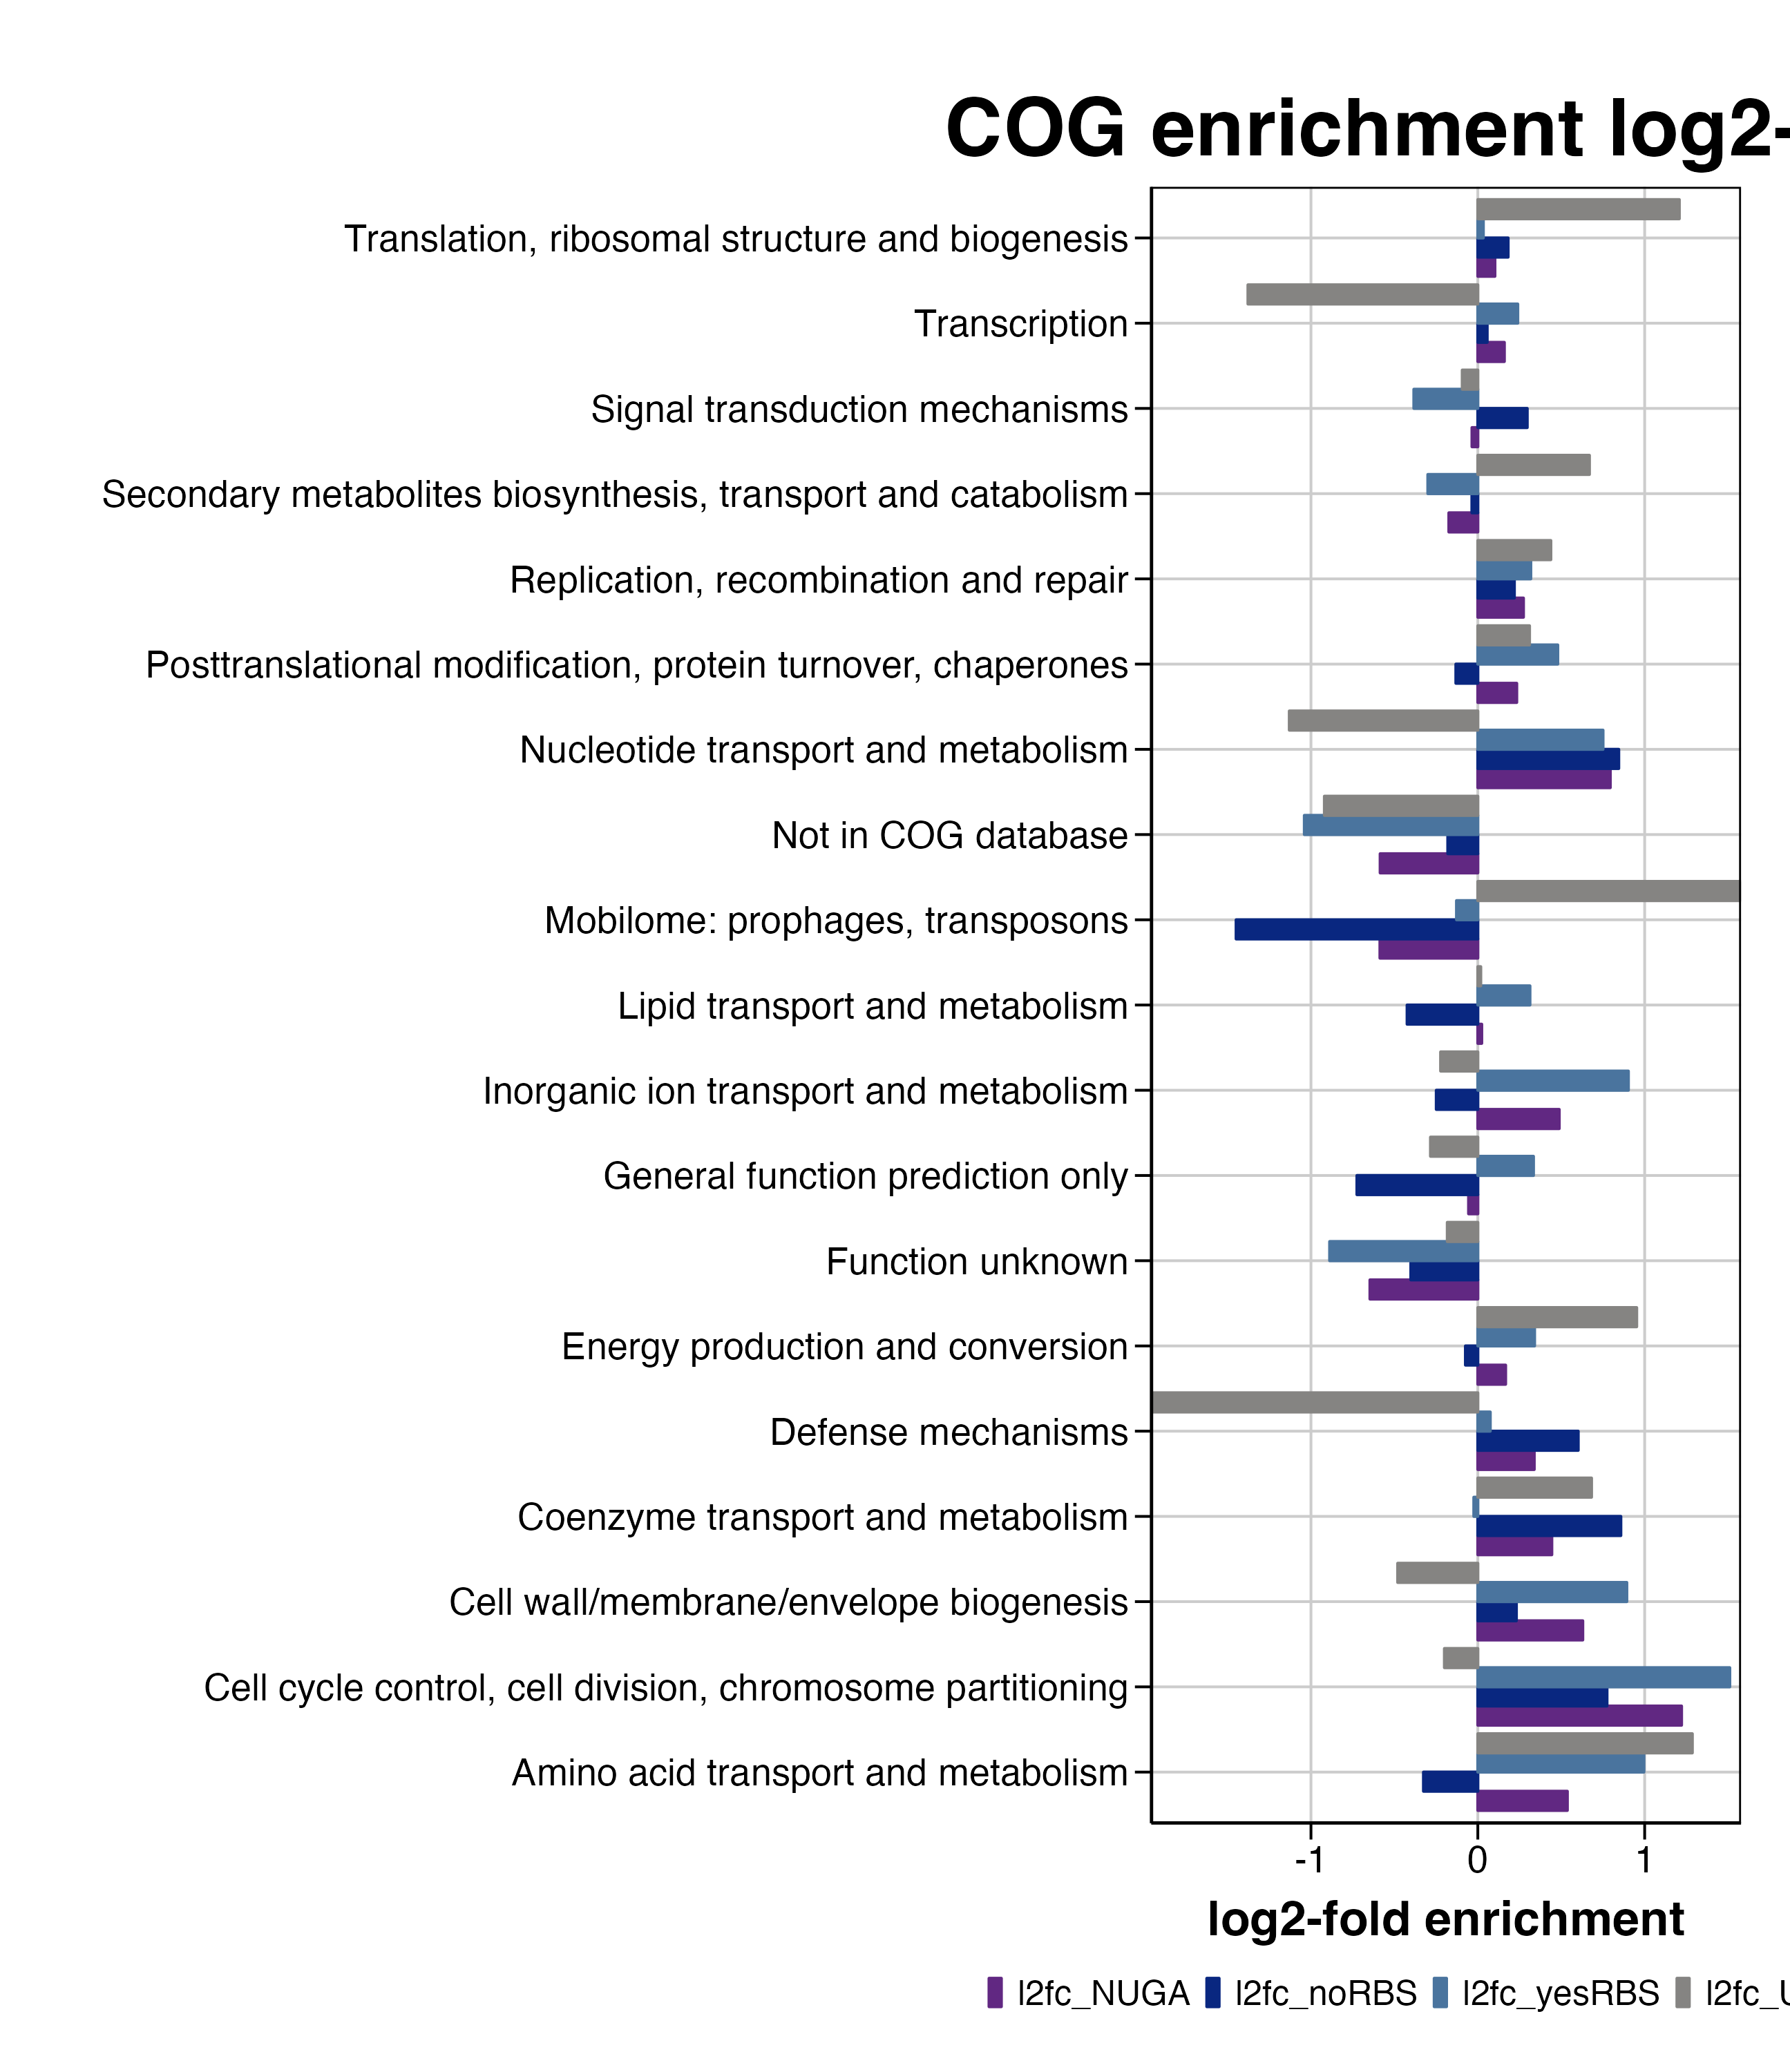 COG enrichment log2-
Translation, ribosomal structure and biogenesis
Transcription
Signal transduction mechanisms
Secondary metabolites biosynthesis, transport and catabolism
Replication, recombination and repair
Posttranslational modification, protein turnover, chaperones
Nucleotide transport and metabolism
Not in COG database
Mobilome: prophages, transposons
Lipid transport and metabolism
Inorganic ion transport and metabolism
General function prediction only
Function unknown
Energy production and conversion
Defense mechanisms
Coenzyme transport and metabolism
Cell wall/membrane/envelope biogenesis
Cell cycle control, cell division, chromosome partitioning
Amino acid transport and metabolism
-1 0 1
log2-fold enrichment
l2fc_NUGA l2fc_noRBS l2fc_yesRBS